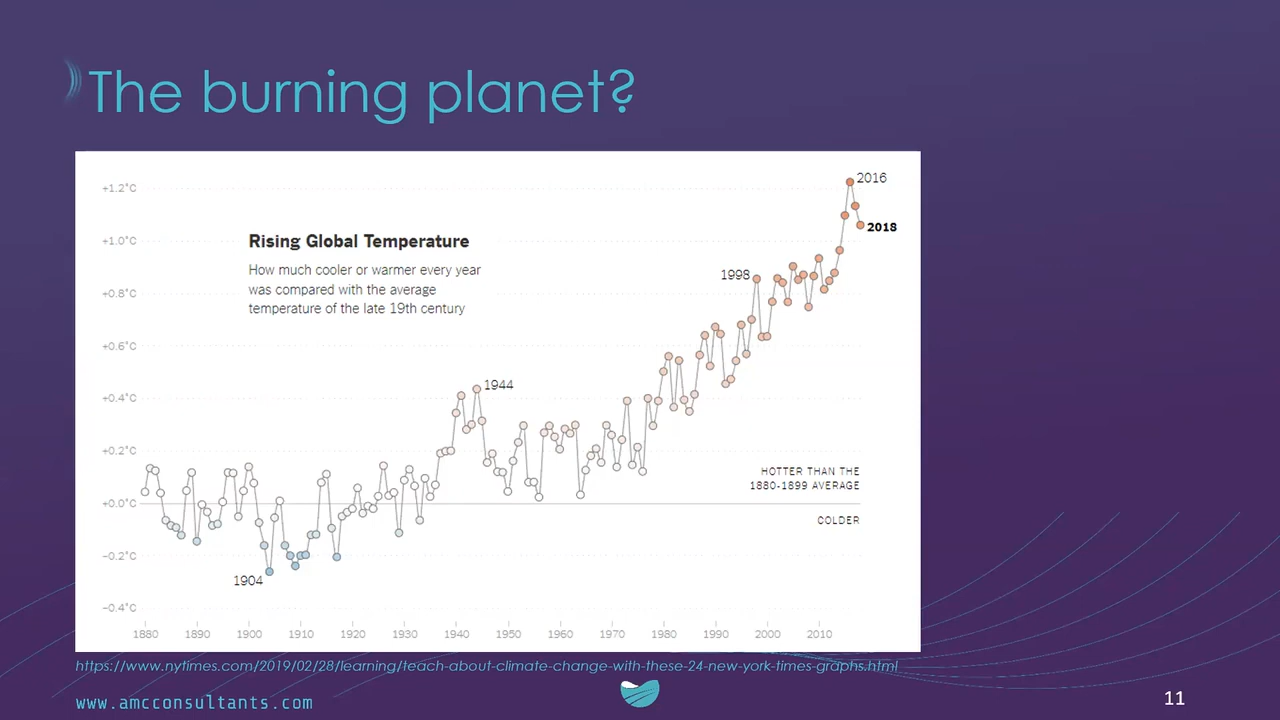 The burning planet?
+1.2°C
2016
2018
+1.0°C
Rising Global Temperature
How much cooler or warmer every year
was compared with the average
temperature of the late 19th century
1998
+0.8°C
+0.6°C
+0.4°C
1944
+0.2°C
HOTTER THAN THE
1880-1899 AVERAGE
+0.0°C
COLDER
−0.2°C
1904
−0.4°C
1880 1890 1900 1910 1920 1930 1940 1950 1960 1970 1980 1990 2000 2010
https://www.nytimes.com/2019/02/28/learning/teach-about-climate-change-with-these-24-new-york-times-graphs.html
www.amcconsultants.com
11